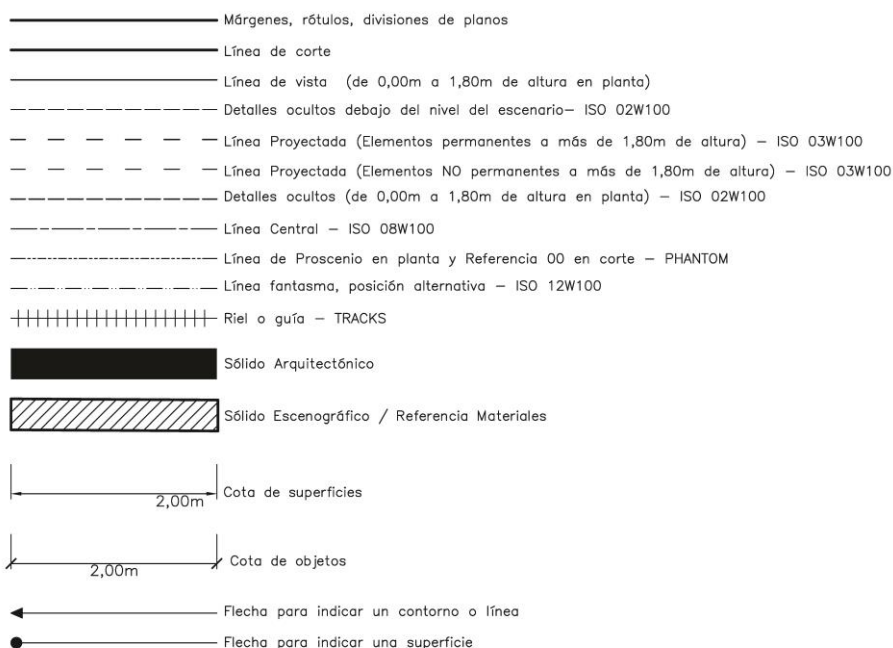 Márgenes, rótulos, divisiones de planos
Línea de corte
Línea de vista (de 0,00m a 1,80m de altura en planta)
Detalles ocultos debajo del nivel del escenario– ISO 02W100
Línea Proyectada (Elementos permanentes a más de 1,80m de altura) – ISO 03W100
Línea Proyectada (Elementos NO permanentes a más de 1,80m de altura) – ISO 03W100
Detalles ocultos (de 0,00m a 1,80m de altura en planta) – ISO 02W100
Línea Central – ISO 08W100
Línea de Proscenio en planta y Referencia 00 en corte – PHANTOM
Línea fantasma, posición alternativa – ISO 12W100
Riel o guía – TRACKS
Sólido Arquitectónico
Sólido Escenográfico / Referencia Materiales
Cota de superficies
2,00m
Cota de objetos
2,00m
Flecha para indicar un contorno o línea
Flecha para indicar una superficie